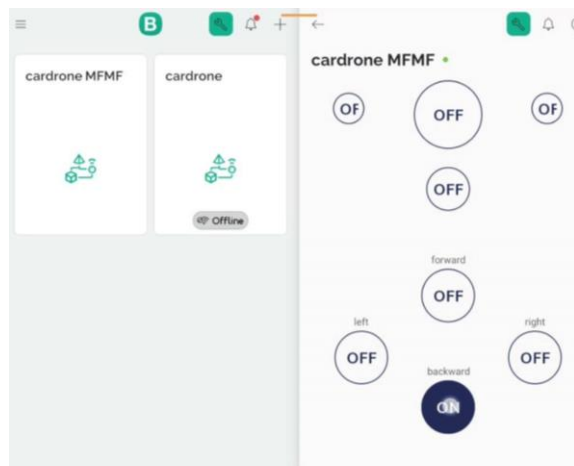 B
cardrone MFMF
cardrone
Offline
cardrone MFMF
OF
OFF
OF
OFF
forward
OFF
left
OFF
right
OFF
backward
ON